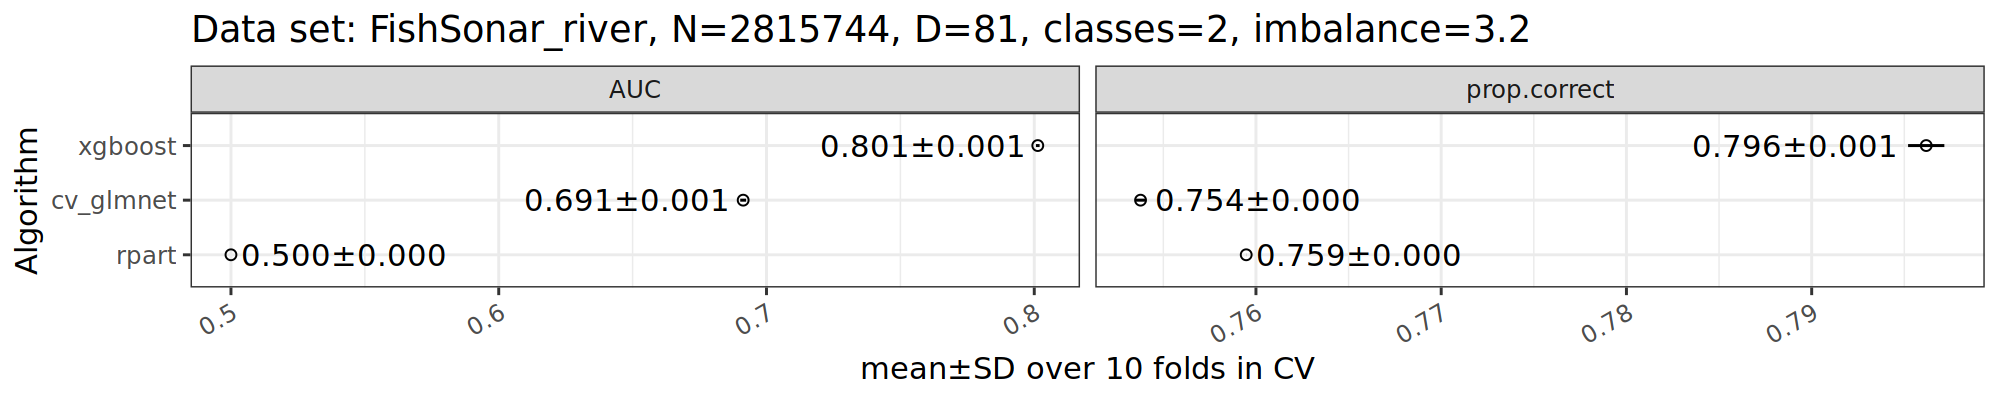 Data set: FishSonar_river, N=2815744, D=81, classes=2, imbalance=3.2
AUC
prop.correct
Algorithm
xgboost
0.801±0.001
0.796±0.001
cv_glmnet
0.691±0.001
0.754±0.000
rpart
0.500±0.000
0.759±0.000
0.5
0.6
0.7
0.8
0.76
0.77
0.78
0.79
mean±SD over 10 folds in CV